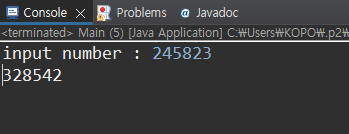 Console Problems @ Javadoc
<terminated> Main (5) [Java Application] C:₩Users₩KOPO₩.p2₩
input number : 245823
328542